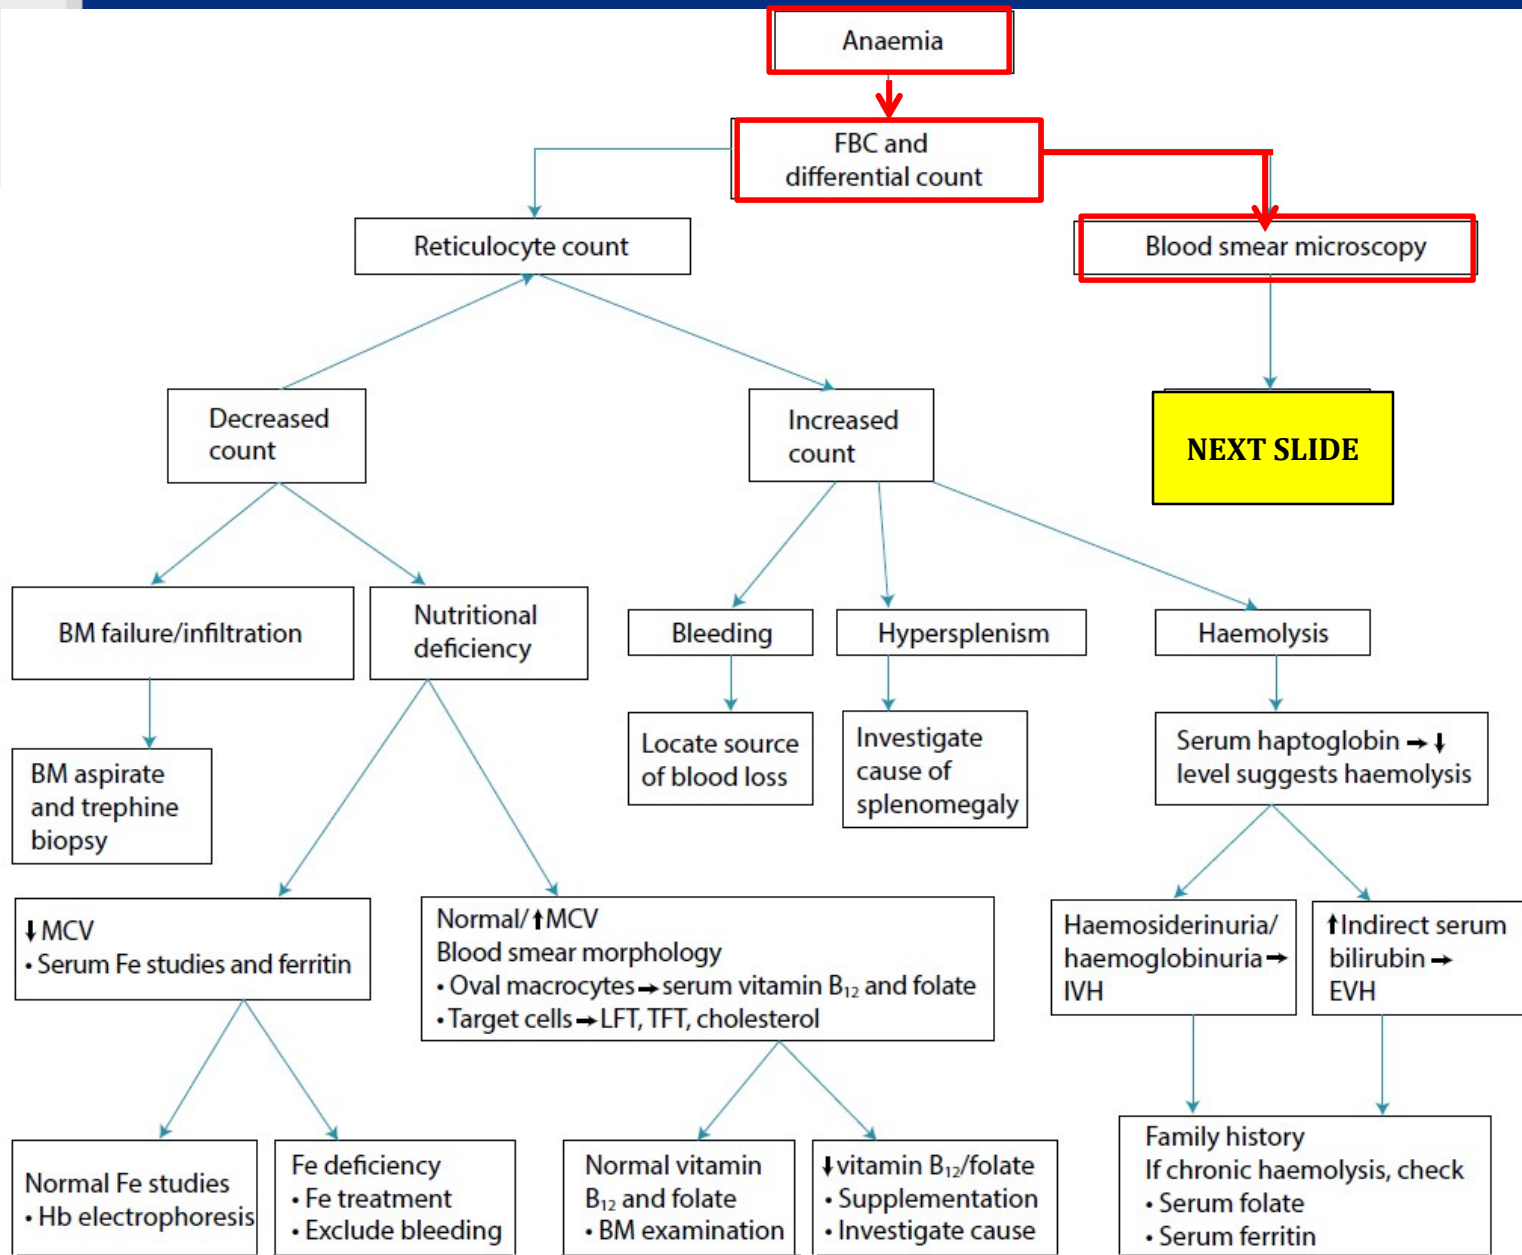 Anaemia
FBC and
differential count
Reticulocyte count
Blood smear microscopy
Decreased
count
Increased
count
NEXT SLIDE
BM failure/infiltration
Nutritional
deficiency
Bleeding
Hypersplenism
Haemolysis
BM aspirate
and trephine
biopsy
Locate source
of blood loss
Investigate
cause of
splenomegaly
Serum haptoglobin → ↓
level suggests haemolysis
↓ MCV
• Serum Fe studies and ferritin
Normal/ ↑ MCV
Blood smear morphology
• Oval macrocytes → serum vitamin B₁₂ and folate
• Target cells → LFT, TFT, cholesterol
Haemosiderinuria/
haemoglobinuria →
IVH
↑ Indirect serum
bilirubin →
EVH
Normal Fe studies
• Hb electrophoresis
Fe deficiency
• Fe treatment
• Exclude bleeding
Normal vitamin
B₁₂ and folate
• BM examination
↓ vitamin B₁₂/folate
• Supplementation
• Investigate cause
Family history
If chronic haemolysis, check
• Serum folate
• Serum ferritin